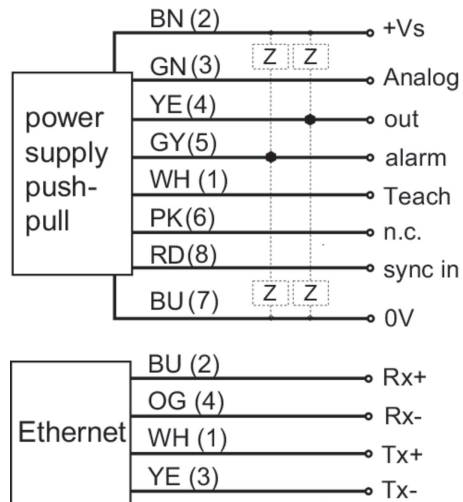 BN (2) +Vs
Z Z
GN(3) Analog
YE(4) out
power
supply
push-
pull
GY(5) alarm
WH (1) Teach
PK(6) n.c.
RD(8) sync in
Z Z
BU(7) 0V
BU (2) Rx+
OG (4) Rx-
Ethernet
WH (1) Tx+
YE (3) Tx-